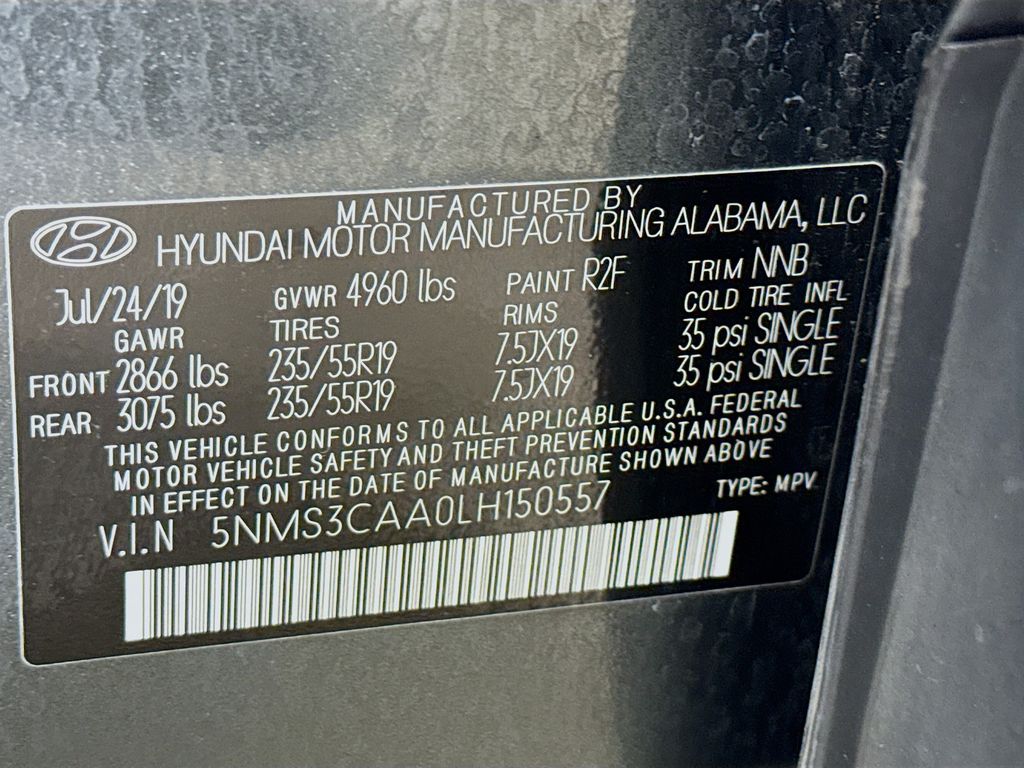 MANUFACTURED BY
HYUNDAI MOTOR MANUFACTURING ALABAMA, LLC
Jul/24/19 GVWR 4960 lbs PAINT R2F TRIM NNB
GAWR TIRES RIMS COLD TIRE INFL
FRONT 2866 lbs 235/55R19 7.5JX19 35 psi SINGLE
REAR 3075 lbs 235/55R19 7.5JX19 35 psi SINGLE
THIS VEHICLE CONFORMS TO ALL APPLICABLE U.S.A. FEDERAL
MOTOR VEHICLE SAFETY AND THEFT PREVENTION STANDARDS
IN EFFECT ON THE DATE OF MANUFACTURE SHOWN ABOVE
V.I.N 5NMS3CAA0LH150557 TYPE: MPV